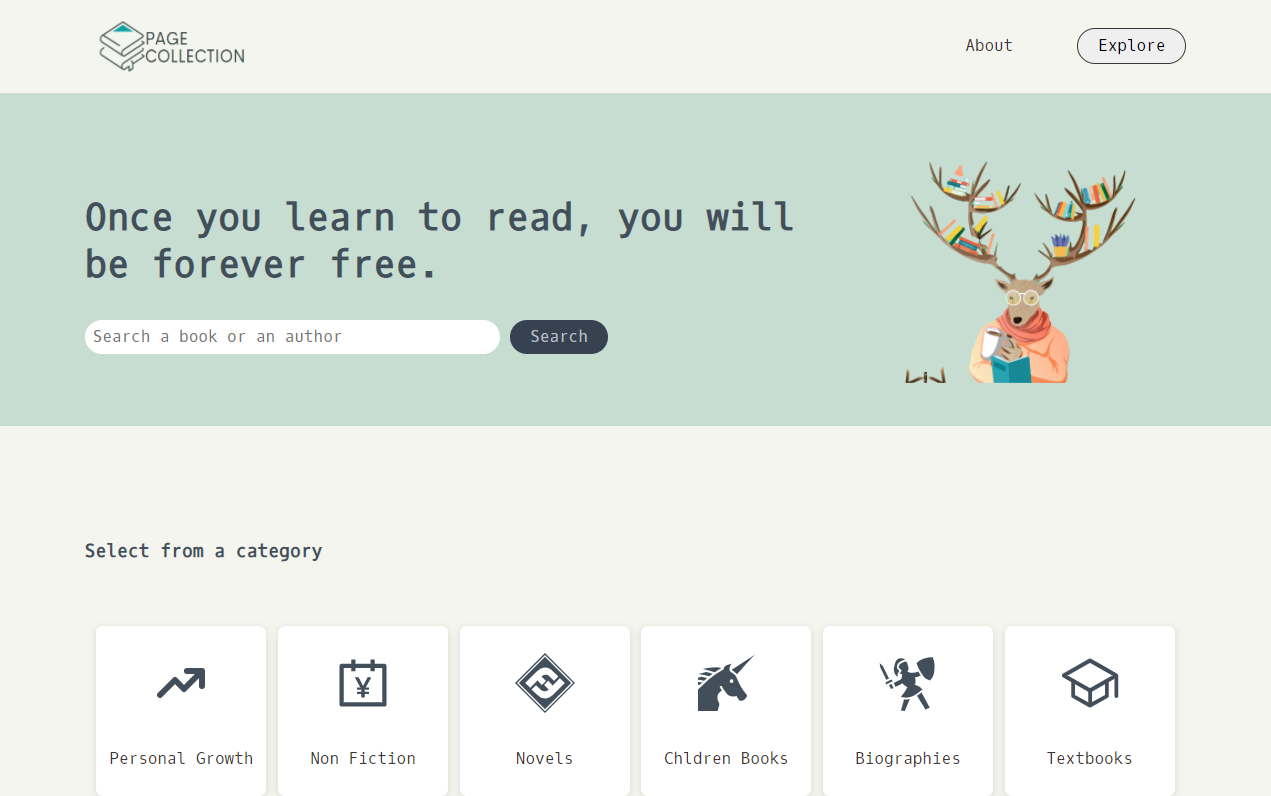 PAGE
COLLECTION
About
Explore
Once you learn to read, you will
be forever free.
Search a book or an author
Search
Select from a category
¥
Personal Growth
Non Fiction
Novels
Chldren Books
Biographies
Textbooks